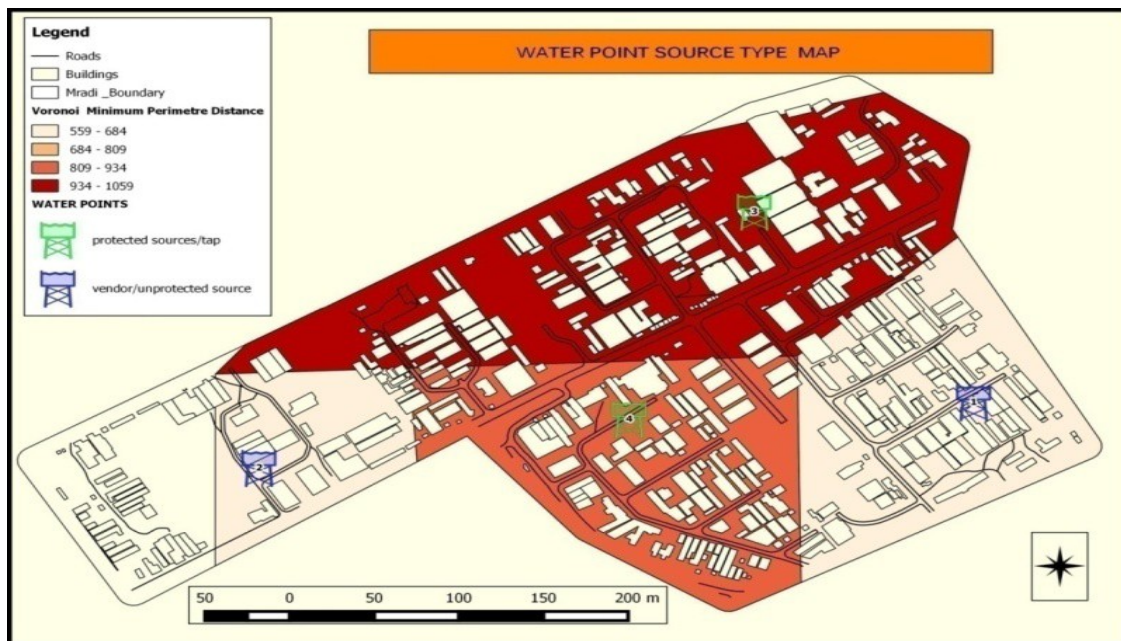 Legend
Roads
Buildings
Mradi _Boundary
Voronoi Minimum Perimetre Distance
559 - 684
684 - 809
809 - 934
934 - 1059
WATER POINTS
protected sources/tap
vendor/unprotected source
WATER POINT SOURCE TYPE MAP
3
1
4
2
50 0 50 100 150 200 m